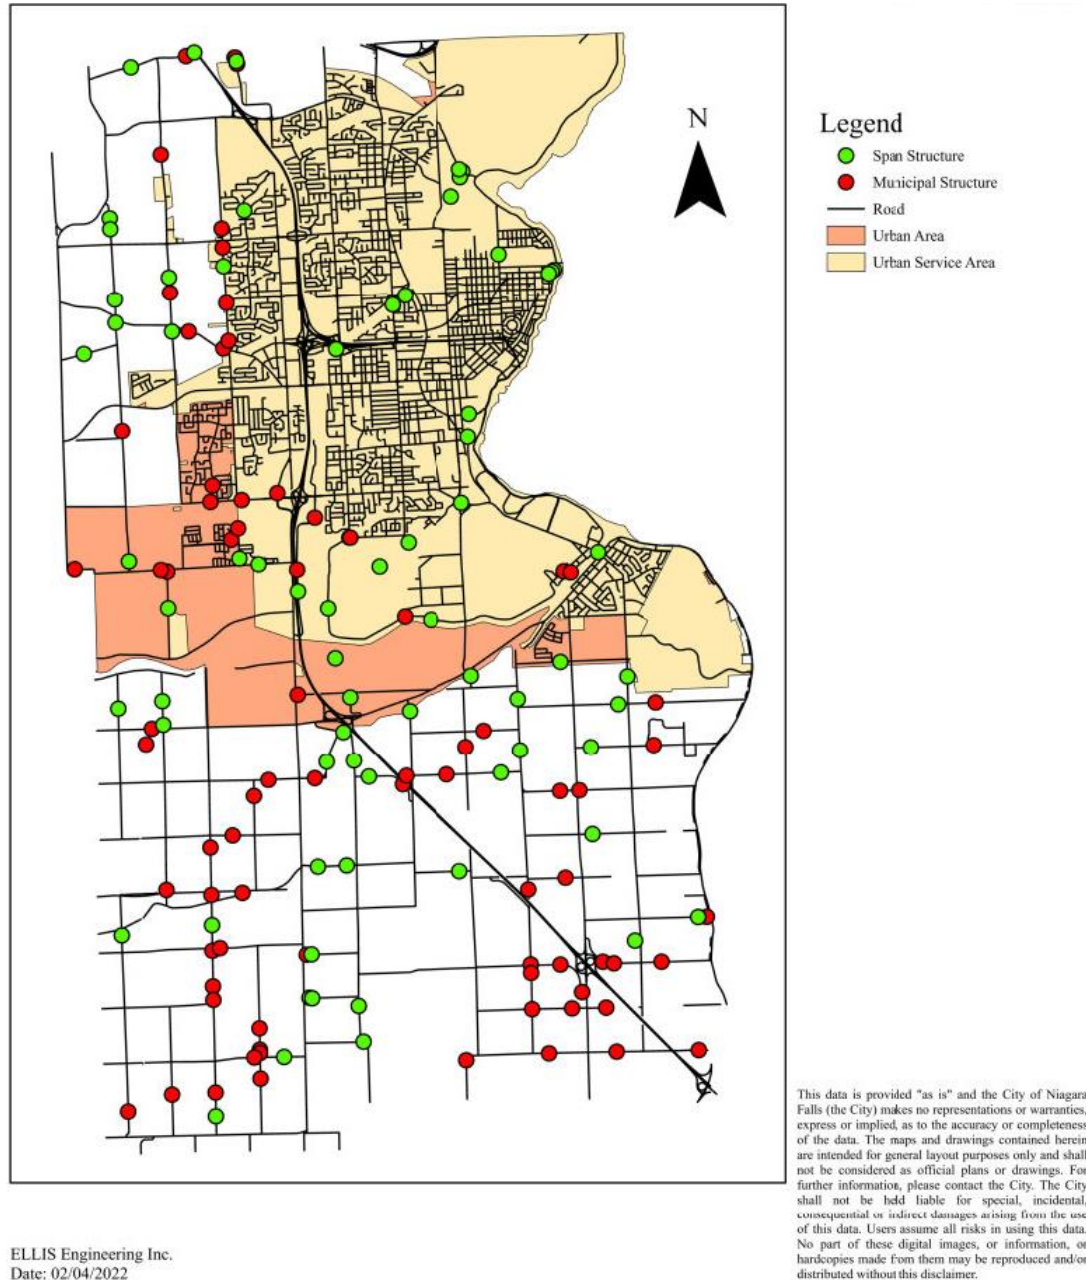 N
Legend
Span Structure
Municipal Structure
Road
Urban Area
Urban Service Area
This data is provided "as is" and the City of Niagara
Falls (the City) makes no representations or warranties,
express or implied, as to the accuracy or completeness
of the data. The maps and drawings contained herein
are intended for general layout purposes only and shall
not be considered as official plans or drawings. For
further information, please contact the City. The City
shall not be held liable for special, incidental,
consequential or indirect damages arising from the use
of this data. Users assume all risks in using this data.
No part of these digital images, or information, or
hardcopies made from them may be reproduced and/or
distributed without this disclaimer.
ELLIS Engineering Inc.
Date: 02/04/2022